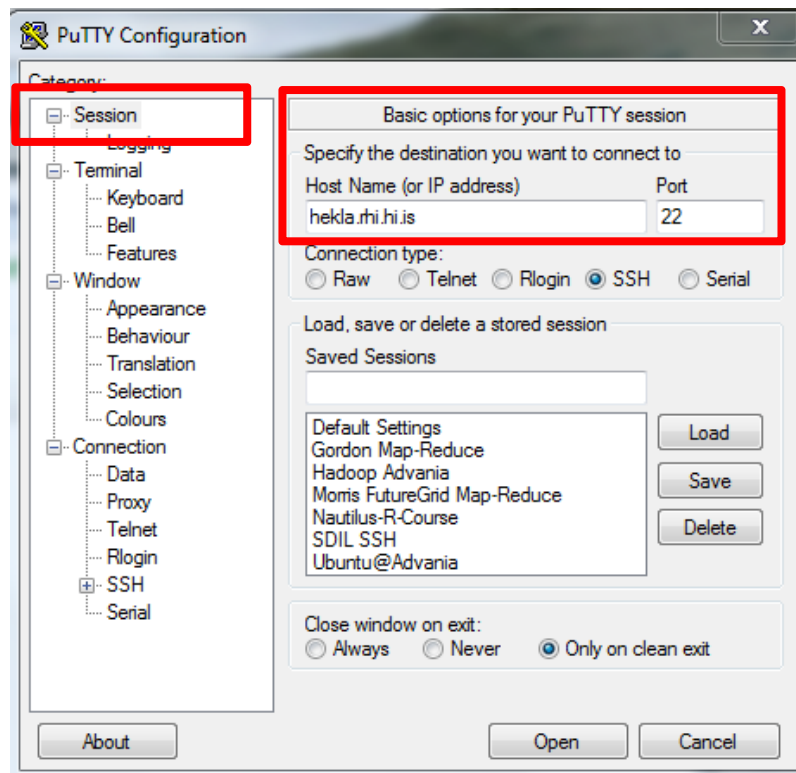 PuTTY Configuration
x
Category:
Session
Logging
Terminal
Keyboard
Bell
Features
Window
Appearance
Behaviour
Translation
Selection
Colours
Connection
Data
Proxy
Telnet
Rlogin
SSH
Serial
Basic options for your PuTTY session
Specify the destination you want to connect to
Host Name (or IP address) Port
hekla.rhi.hi.is 22
Connection type:
Raw Telnet Rlogin SSH Serial
Load, save or delete a stored session
Saved Sessions
Default Settings
Gordon Map-Reduce
Hadoop Advania
Morris FutureGrid Map-Reduce
Nautilus-R-Course
SDIL SSH
Ubuntu@Advania
Load
Save
Delete
Close window on exit:
Always Never Only on clean exit
About Open Cancel